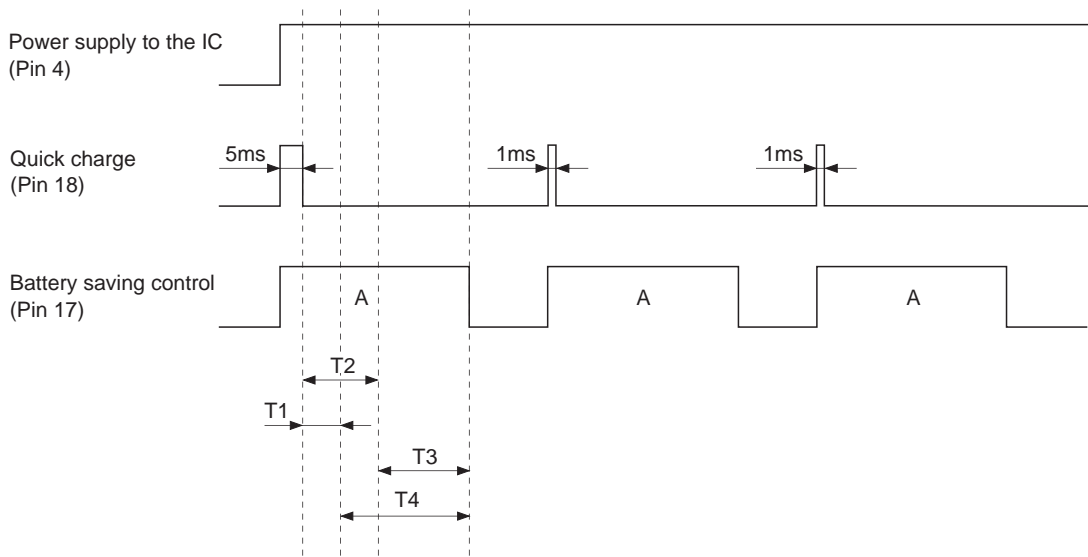 Power supply to the IC
(Pin 4)
Quick charge
(Pin 18)
5ms
1ms
1ms
Battery saving control
(Pin 17)
A
A
A
T2
T1
T3
T4